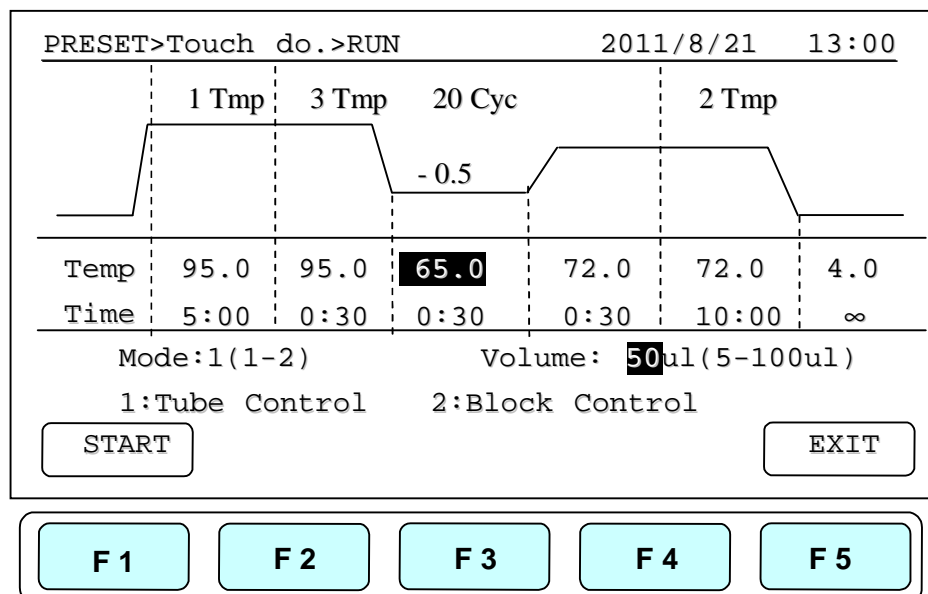 PRESET>Touch do.>RUN 2011/8/21 13:00
1 Tmp 3 Tmp 20 Cyc 2 Tmp
- 0.5
Temp 95.0 95.0 65.0 72.0 72.0 4.0
Time 5:00 0:30 0:30 0:30 10:00 ∞
Mode:1(1-2) Volume: 50ul(5-100ul)
1:Tube Control 2:Block Control
START EXIT
F 1 F 2 F 3 F 4 F 5